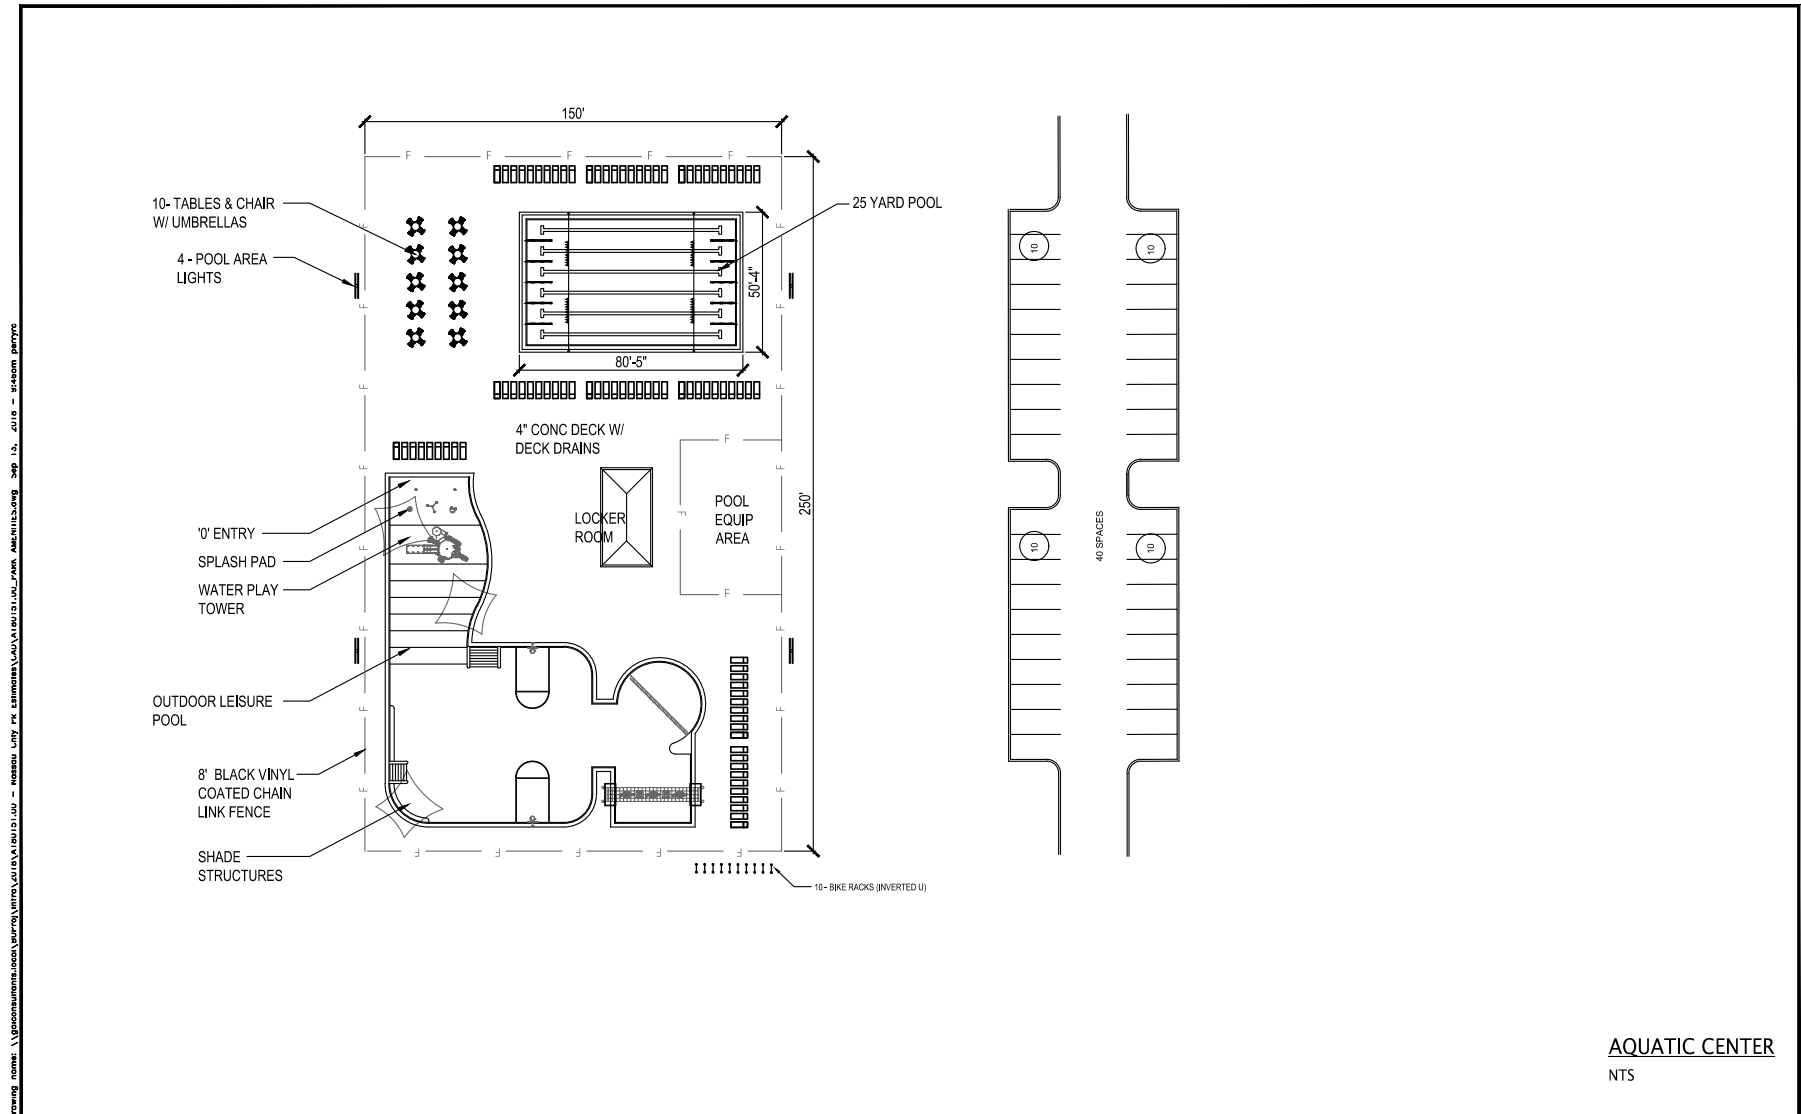 150'
10- TABLES & CHAIR
W/ UMBRELLAS
4 - POOL AREA
LIGHTS
25 YARD POOL
50'-4"
80'-5"
4" CONC DECK W/
DECK DRAINS
250'
LOCKER
ROOM
POOL
EQUIP
AREA
'0' ENTRY
SPLASH PAD
WATER PLAY
TOWER
OUTDOOR LEISURE
POOL
8' BLACK VINYL
COATED CHAIN
LINK FENCE
SHADE
STRUCTURES
10 - BIKE RACKS (INVERTED U)
F F F F F
F
F
F
F
F
F
F
F
F F F F F
F
F
F
F
F
F
F
F
F
10
10
10
10
40 SPACES
AQUATIC CENTER
NTS